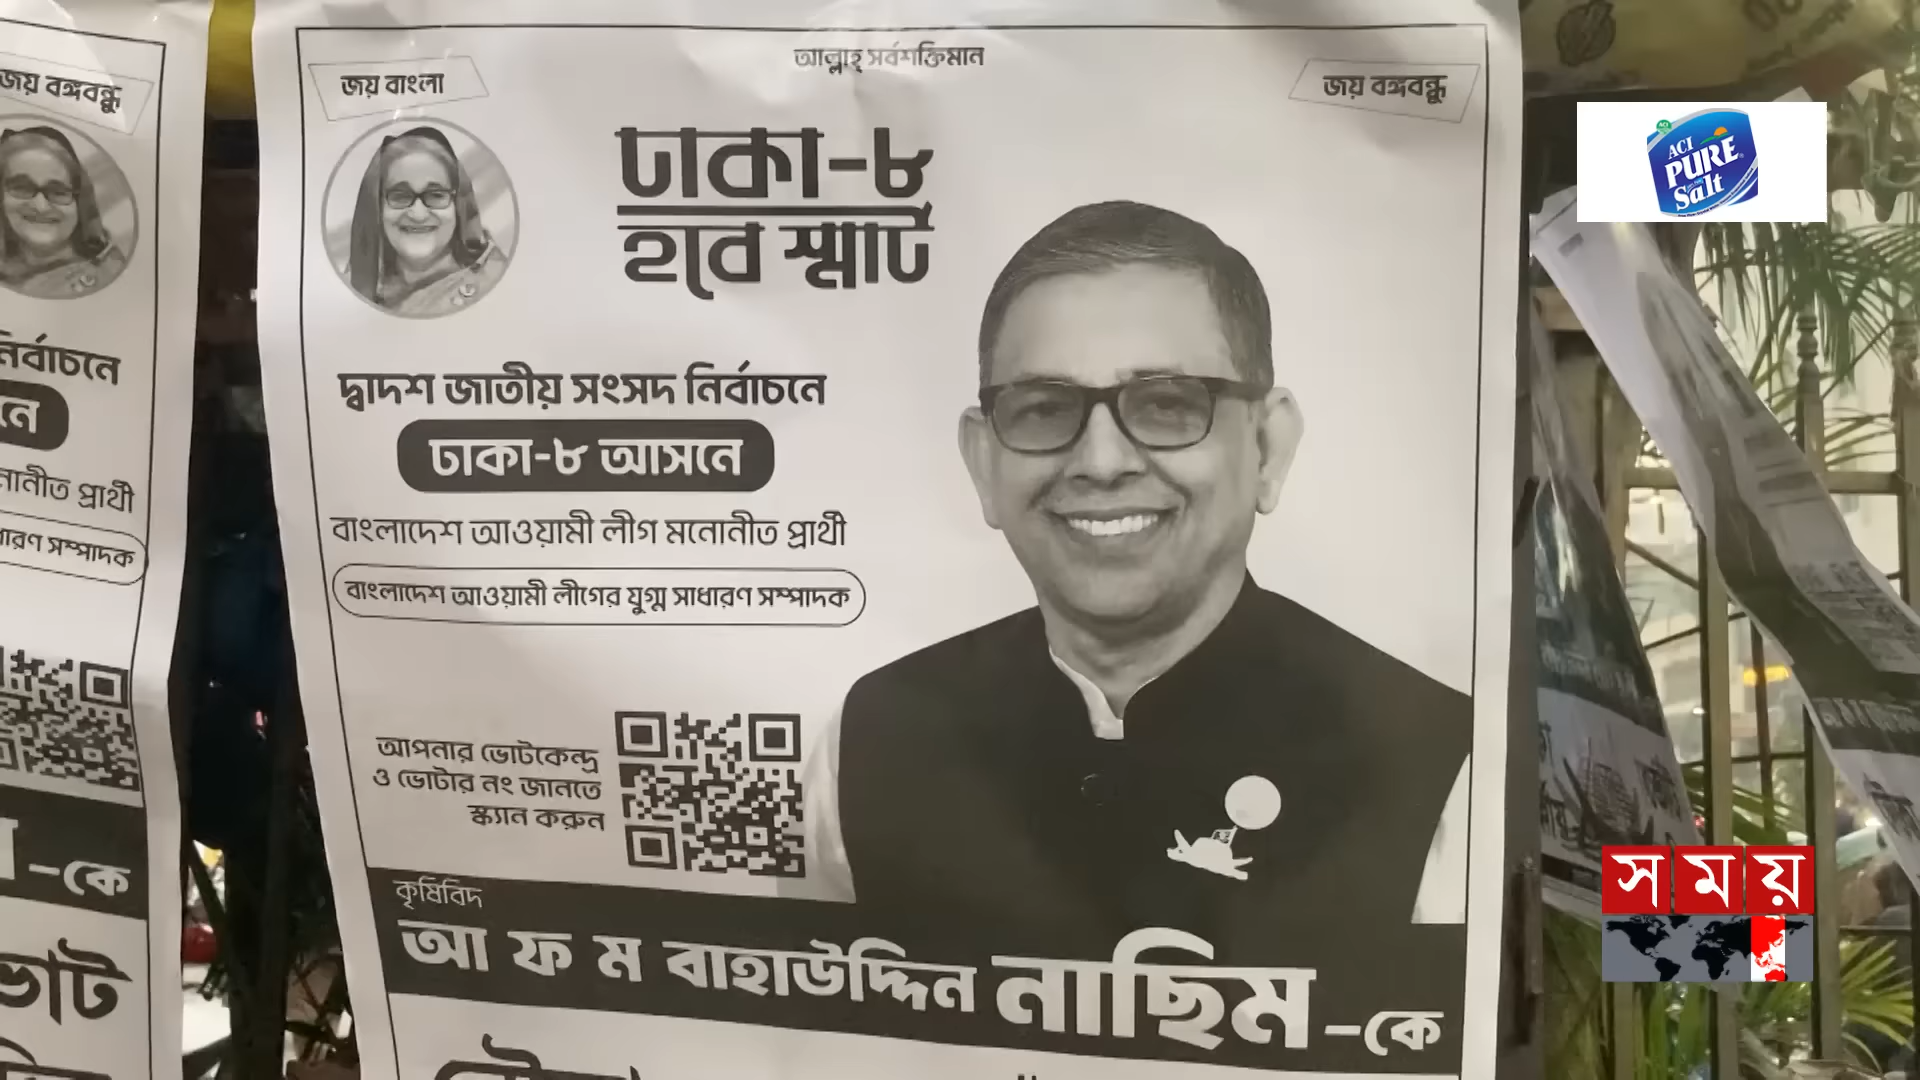 আল্লাহ্ সর্বশক্তিমান
জয় বাংলা
জয় বঙ্গবন্ধু
ঢাকা-৮
হবে স্মার্ট
দ্বাদশ জাতীয় সংসদ নির্বাচনে
ঢাকা-৮ আসনে
বাংলাদেশ আওয়ামী লীগ মনোনীত প্রার্থী
বাংলাদেশ আওয়ামী লীগের যুগ্ম সাধারণ সম্পাদক
আপনার ভোটকেন্দ্র
ও ভোটার নং জানতে
স্ক্যান করুন
কৃষিবিদ
আ ফ ম বাহাউদ্দিন নাছিম -কে
জয় বঙ্গবন্ধু
নির্বাচনে
নে
প্রার্থী
সম্পাদক
-কে
ভোট
ACI
PURE
Salt
সময়